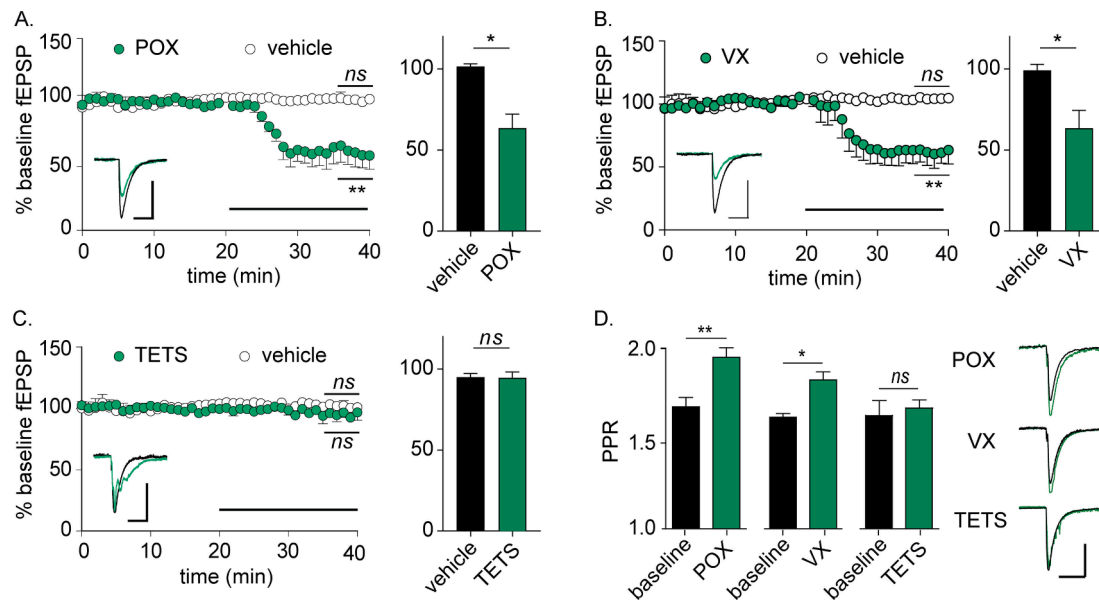 A.
POX vehicle
% baseline fEPSP
150
100
50
0
ns
**
0 10 20 30 40
time (min)
*
100
50
0
vehicle
POX
B.
VX vehicle
% baseline fEPSP
150
100
50
0
ns
**
0 10 20 30 40
time (min)
*
100
50
0
vehicle
VX
C.
TETS vehicle
% baseline fEPSP
150
100
50
0
ns
ns
0 10 20 30 40
time (min)
ns
100
50
0
vehicle
TETS
D.
PPR
2.0
1.5
1.0
**
*
ns
baseline
POX
baseline
VX
baseline
TETS
POX
VX
TETS